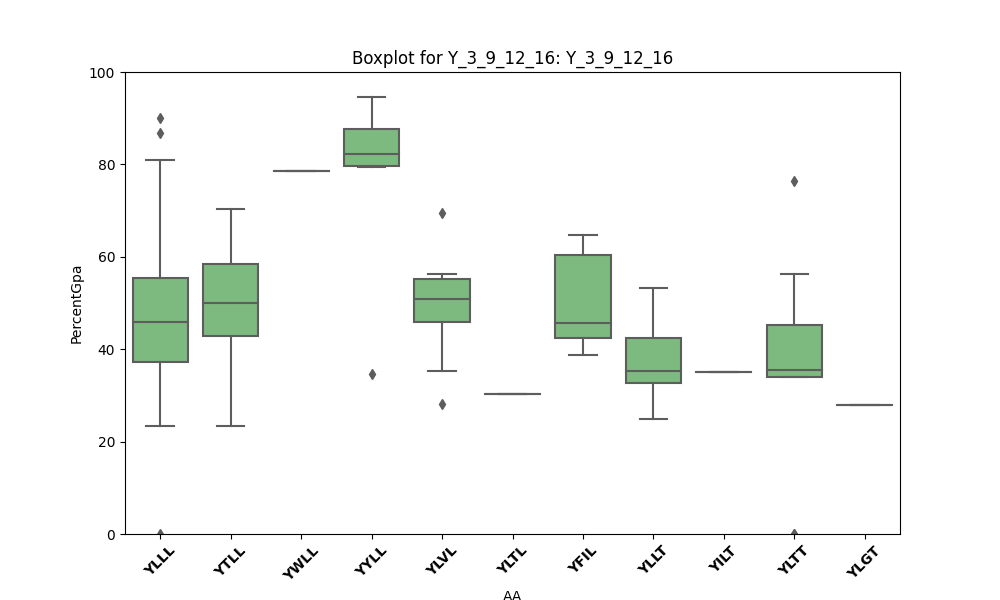 Boxplot for Y_3_9_12_16: Y_3_9_12_16
100
80
60
40
20
0
PercentGpa
YLLL YTLL YWLL YYLL YLVL YLTL YFIL YLLT YILT YLTT YLGT
AA